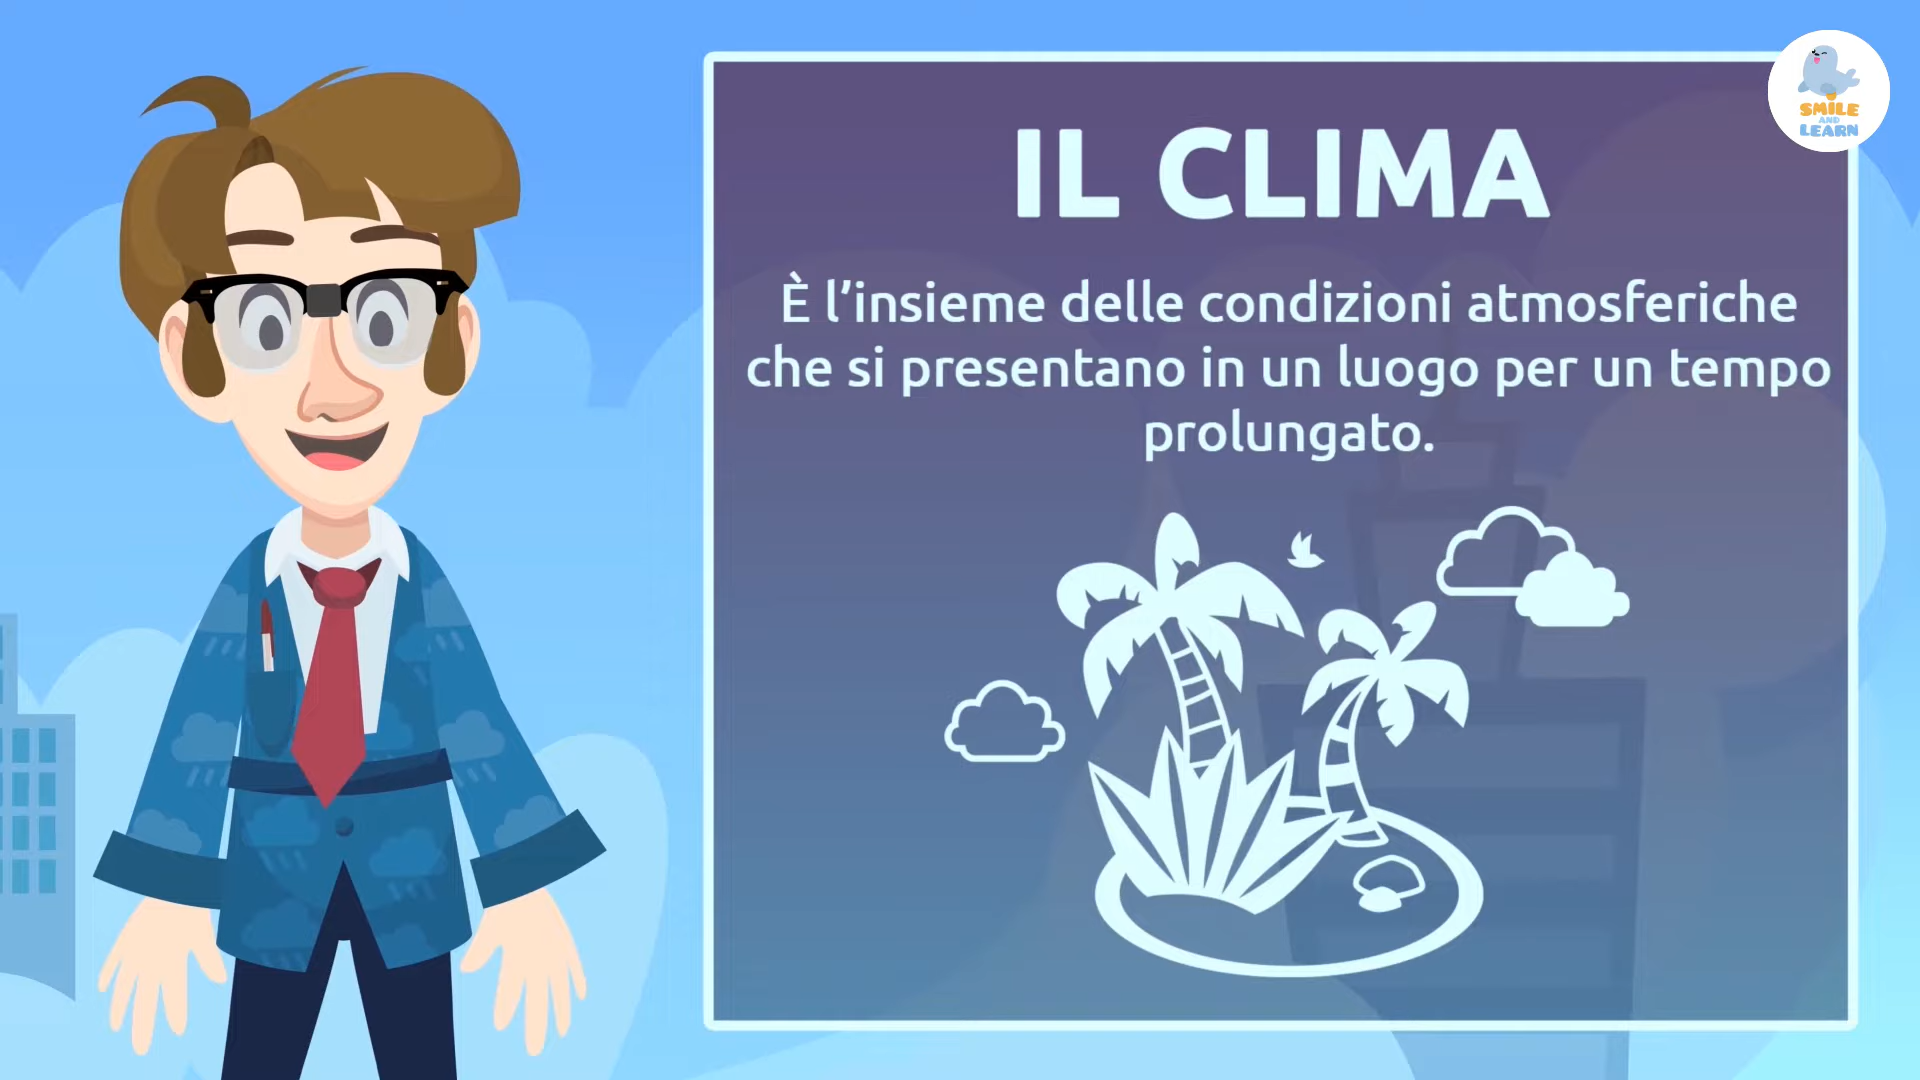 IL CLIMA
È l’insieme delle condizioni atmosferiche
che si presentano in un luogo per un tempo
prolungato.
SMILE
AND
LEARN